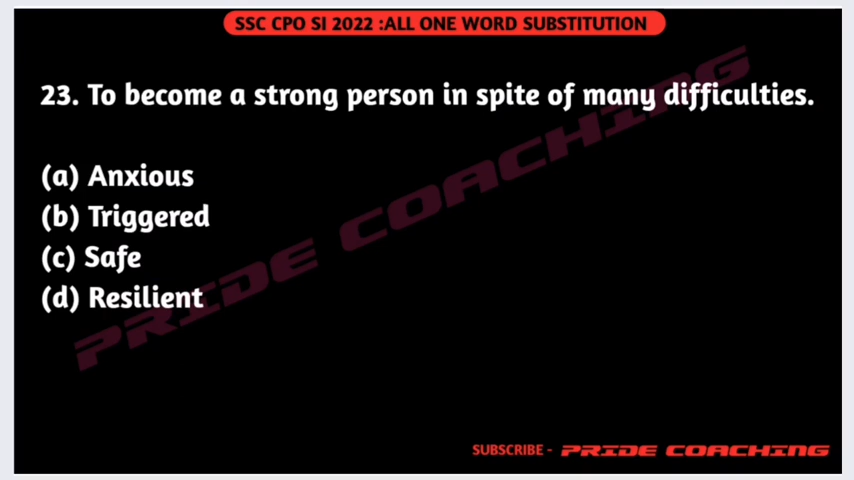 SSC CPO SI 2022 :ALL ONE WORD SUBSTITUTION
23. To become a strong person in spite of many difficulties.
(a) Anxious
(b) Triggered
(c) Safe
(d) Resilient
PRIDE COACHING
SUBSCRIBE - PRIDE COACHING